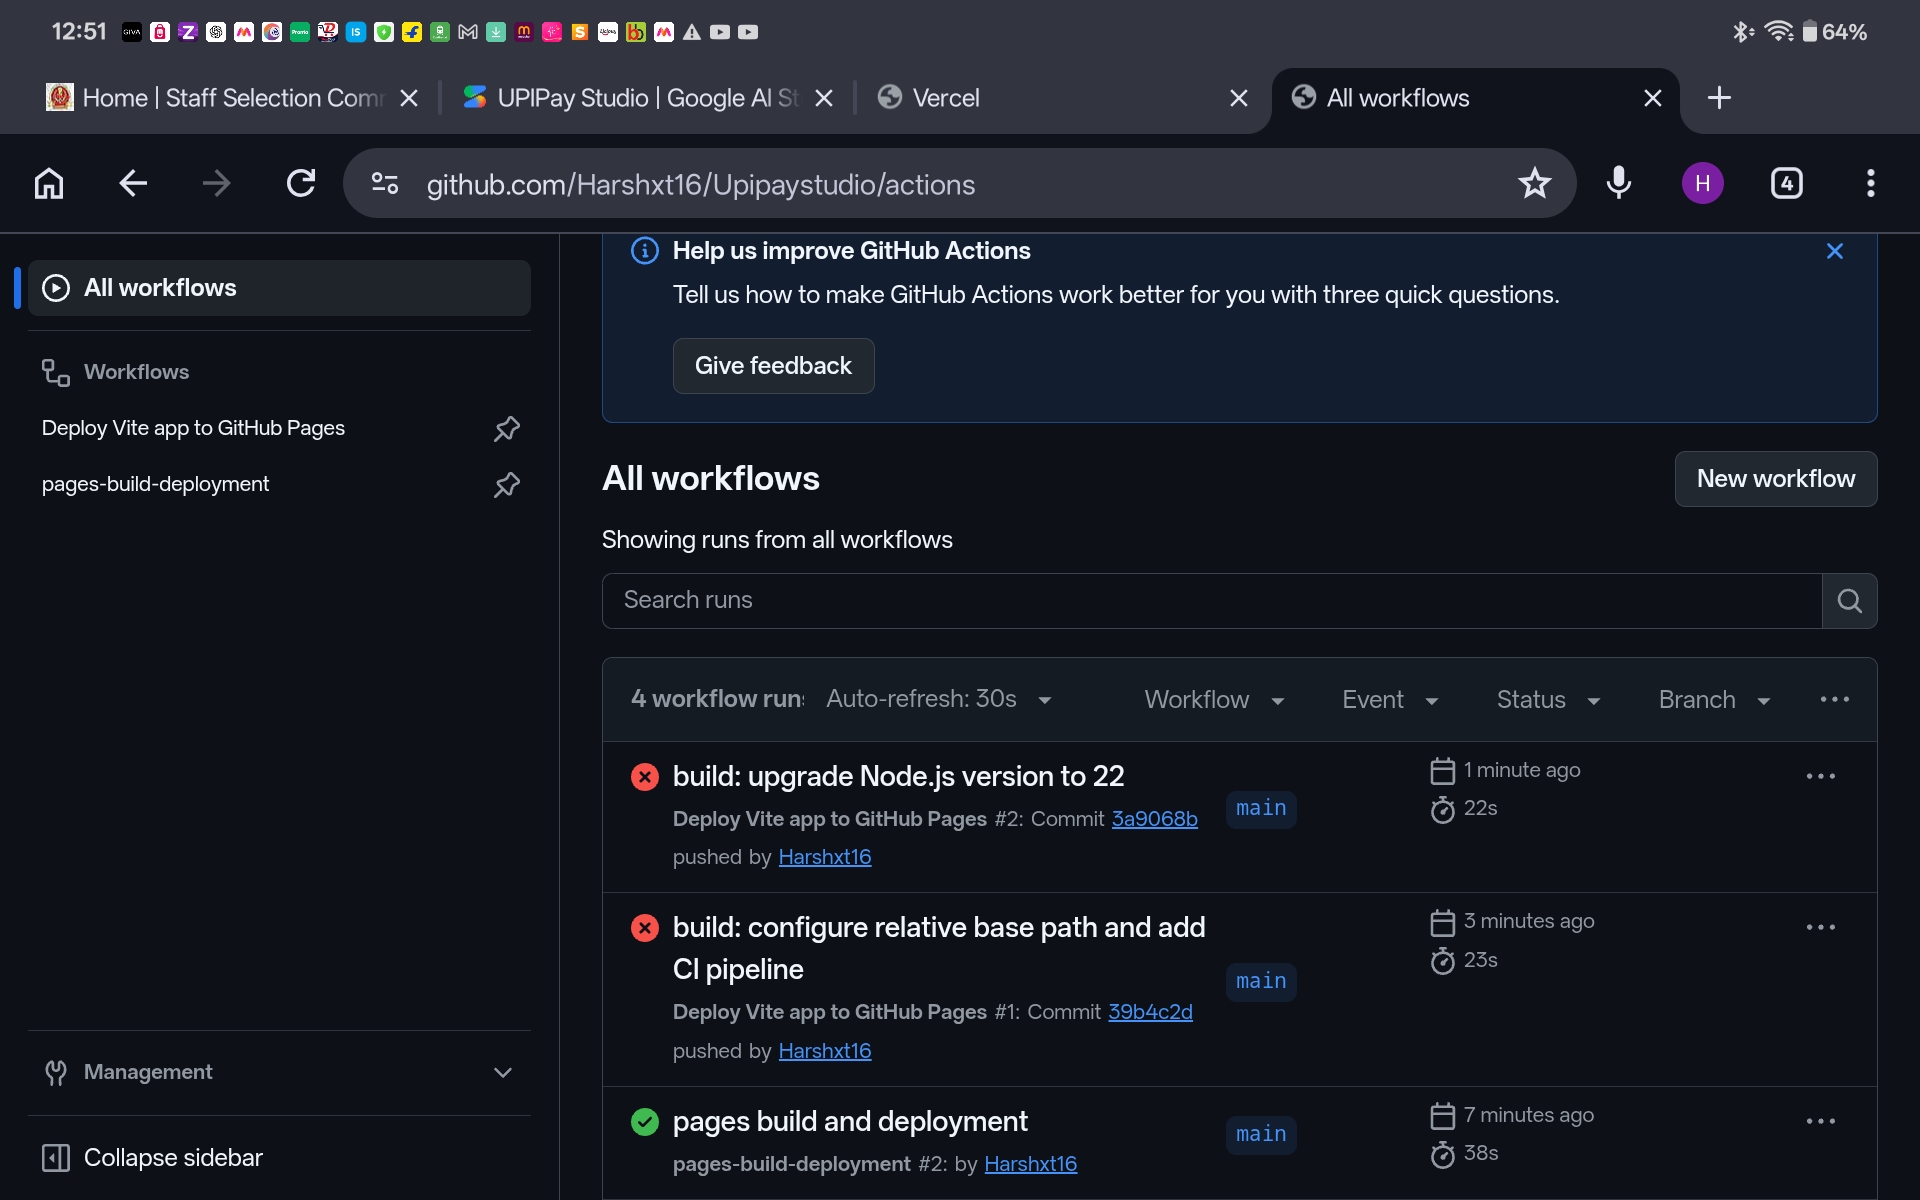 12:51
64%
Home | Staff Selection Comm
UPIPay Studio | Google AI St
Vercel
All workflows
github.com/Harshxt16/Upipaystudio/actions
H
4
All workflows
Workflows
Deploy Vite app to GitHub Pages
pages-build-deployment
Management
Collapse sidebar
Help us improve GitHub Actions
Tell us how to make GitHub Actions work better for you with three quick questions.
Give feedback
All workflows
New workflow
Showing runs from all workflows
Search runs
4 workflow runs
Auto-refresh: 30s
Workflow
Event
Status
Branch
build: upgrade Node.js version to 22
Deploy Vite app to GitHub Pages #2: Commit 3a9068b
pushed by Harshxt16
main
1 minute ago
22s
build: configure relative base path and add
CI pipeline
Deploy Vite app to GitHub Pages #1: Commit 39b4c2d
pushed by Harshxt16
main
3 minutes ago
23s
pages build and deployment
pages-build-deployment #2: by Harshxt16
main
7 minutes ago
38s